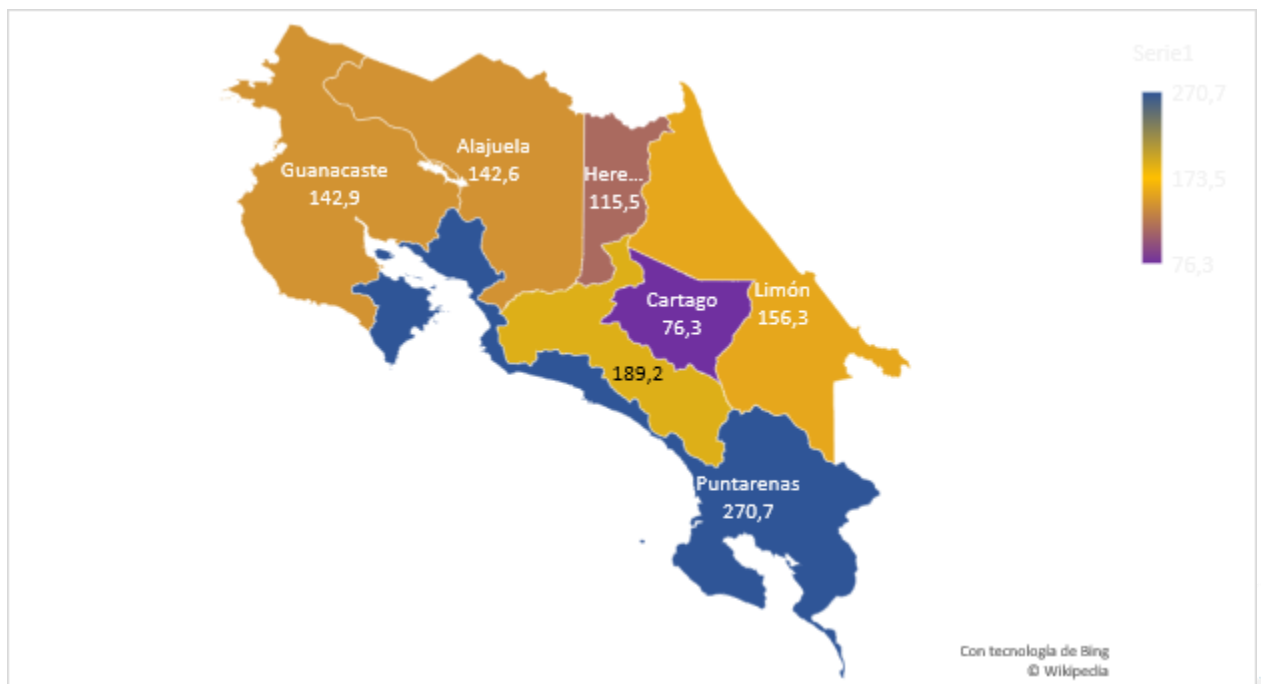 Serie1
270,7
173,5
76,3
Alajuela
142,6
Guanacaste
142,9
Here...
115,5
Limón
156,3
Cartago
76,3
189,2
Puntarenas
270,7
Con tecnología de Bing
© Wikipedia